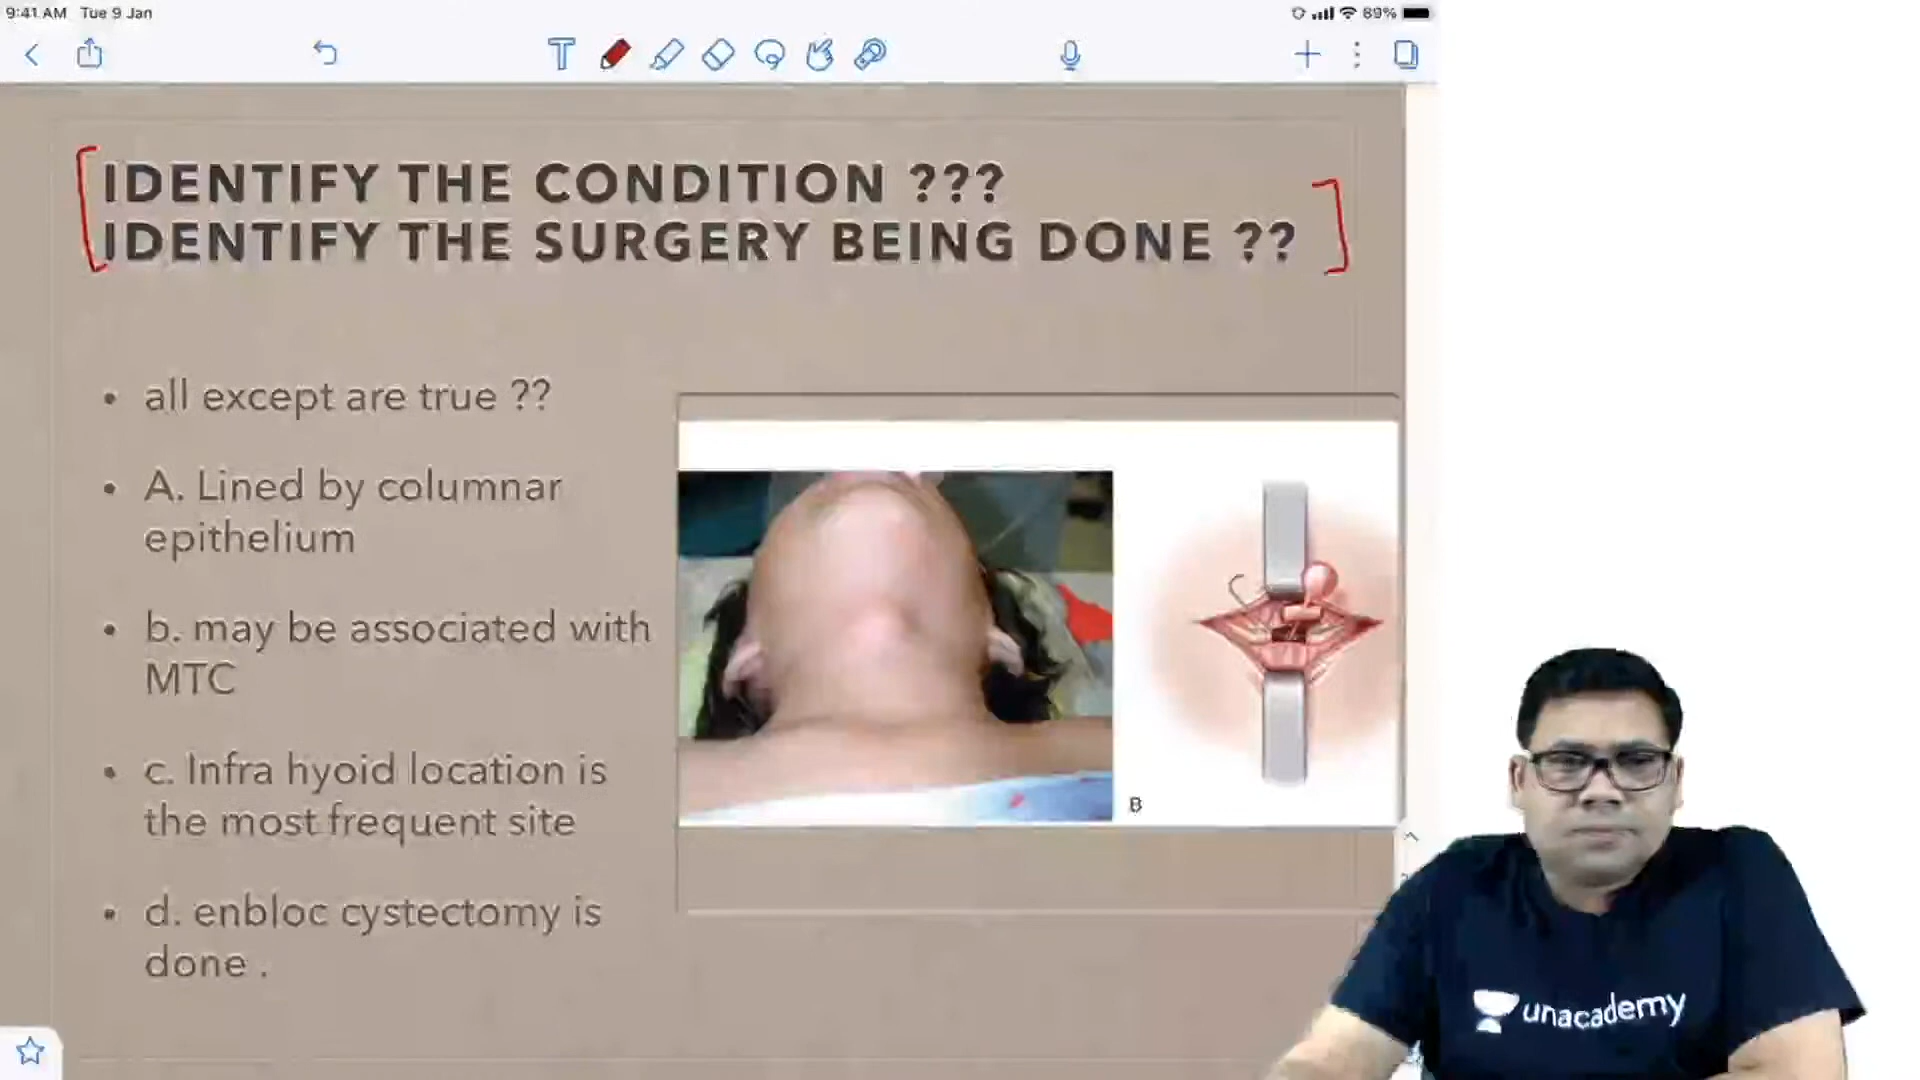 9:41 AM Tue 9 Jan
89%
IDENTIFY THE CONDITION ???
IDENTIFY THE SURGERY BEING DONE ??
• all except are true ??
• A. Lined by columnar
epithelium
• b. may be associated with
MTC
• c. Infra hyoid location is
the most frequent site
• d. enbloc cystectomy is
done .
B
unacademy